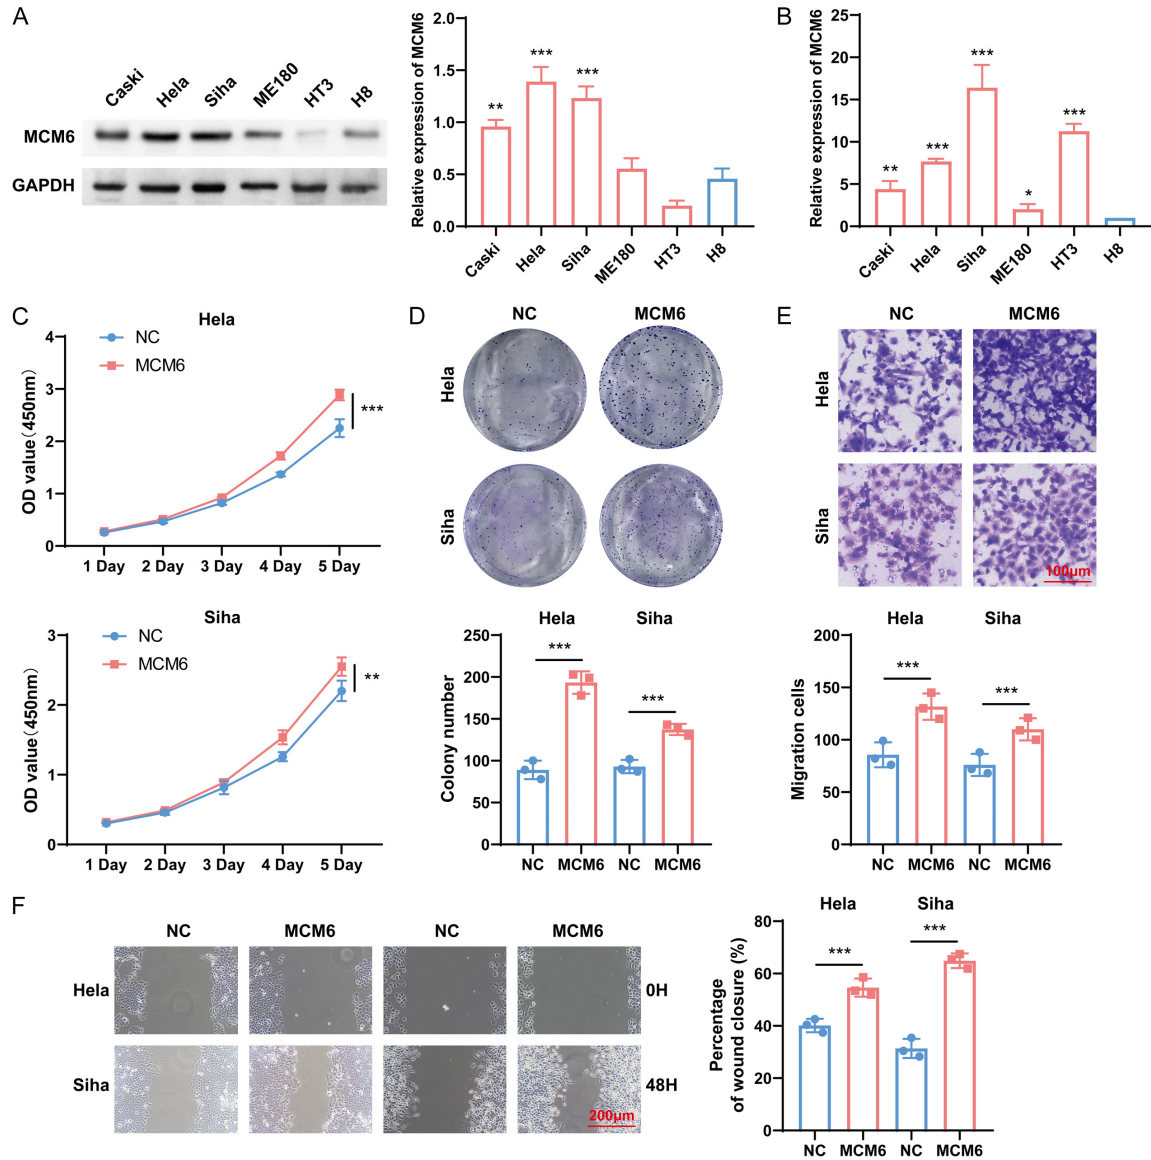 A
Caski Hela Siha ME180 HT3 H8
MCM6
GAPDH
Relative expression of MCM6
2.0
1.5
1.0
0.5
0.0
** *** ***
Caski Hela Siha ME180 HT3 H8
B
Relative expression of MCM6
25
20
15
10
5
0
** *** *** * ***
Caski Hela Siha ME180 HT3 H8
C
Hela
NC
MCM6
OD value(450nm)
4
3
2
1
0
***
1 Day 2 Day 3 Day 4 Day 5 Day
Siha
NC
MCM6
OD value(450nm)
3
2
1
0
**
1 Day 2 Day 3 Day 4 Day 5 Day
D
NC MCM6
Hela
Siha
Hela Siha
Colony number
250
200
150
100
50
0
*** ***
NC MCM6 NC MCM6
E
NC MCM6
Hela
Siha
100μm
Hela Siha
Migration cells
200
150
100
50
0
*** ***
NC MCM6 NC MCM6
F
NC MCM6 NC MCM6
Hela 0H
Siha 48H
200μm
Hela Siha
Percentage
of wound closure (%)
80
60
40
20
0
*** ***
NC MCM6 NC MCM6